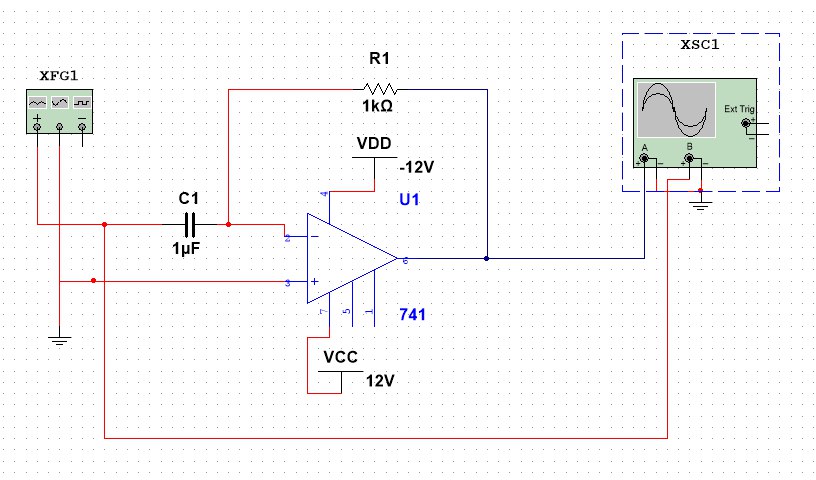 XSC1
R1
XFG1
1kΩ
Ext Trig
+
−
+
−
VDD
A
B
+
−
+
−
-12V
4
U1
C1
2
−
1µF
6
3
+
7
5
1
741
VCC
12V